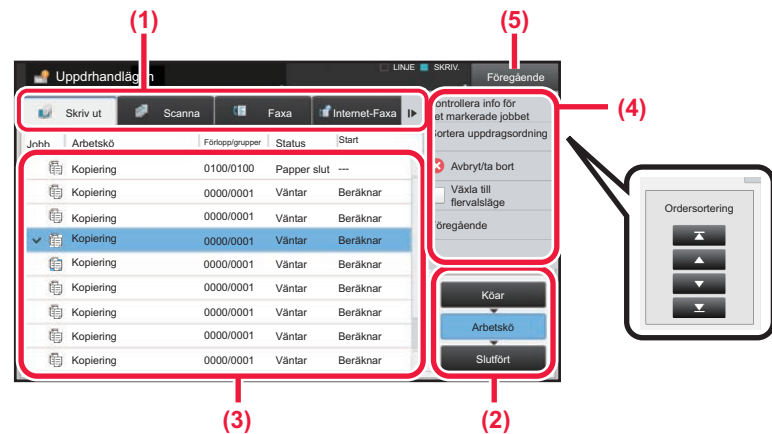 (1)
(5)
LINJE SKRIV.
Uppdrhandlägen
Föregående
Skriv ut Scanna Faxa Internet-Faxa
(4)
Kontrollera info för
det markerade jobbet
Sortera uppdragsordning
Avbryt/ta bort
Växla till
flervalsläge
Föregående
Jobb Arbetskö Förlopp/grupper Status Start
Kopiering 0100/0100 Papper slut ---
Kopiering 0000/0001 Väntar Beräknar
Kopiering 0000/0001 Väntar Beräknar
Kopiering 0000/0001 Väntar Beräknar
Kopiering 0000/0001 Väntar Beräknar
Kopiering 0000/0001 Väntar Beräknar
Kopiering 0000/0001 Väntar Beräknar
Kopiering 0000/0001 Väntar Beräknar
Kopiering 0000/0001 Väntar Beräknar
Ordersortering
Köar
Arbetskö
Slutfört
(3)
(2)